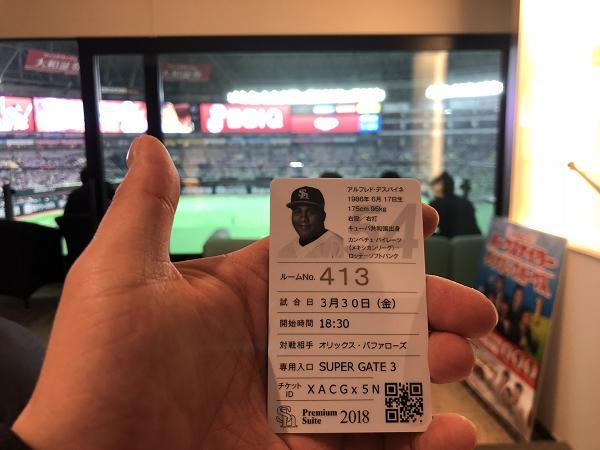 大和証券
アルフレド・デスパイネ
1986年 6月 17日生
175cm 95kg
右投／右打
キューバ共和国出身
カンペチェ・パイレーツ
(メキシカンリーグ)－
ロッテ－ソフトバンク
ルームNo. 413
試合日 3月30日（金）
開始時間 18:30
対戦相手 オリックス・バファローズ
専用入口 SUPER GATE 3
チケット
ID XACGx5N
Premium
Suite 2018